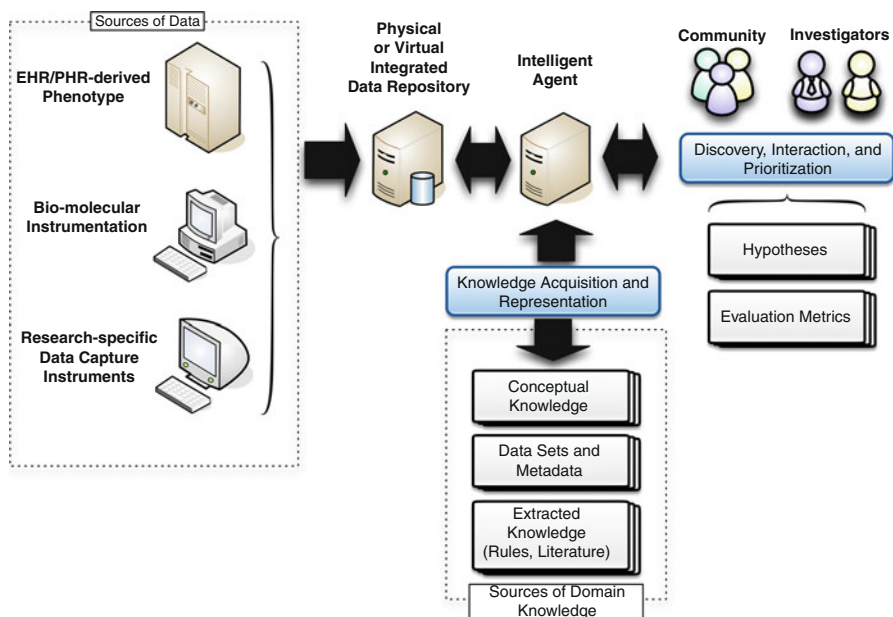 Sources of Data
EHR/PHR-derived
Phenotype
Bio-molecular
Instrumentation
Research-specific
Data Capture
Instruments
Physical
or Virtual
Integrated
Data Repository
Intelligent
Agent
Community
Investigators
Discovery, Interaction, and
Prioritization
Hypotheses
Evaluation Metrics
Knowledge Acquisition and
Representation
Conceptual
Knowledge
Data Sets and
Metadata
Extracted
Knowledge
(Rules, Literature)
Sources of Domain
Knowledge